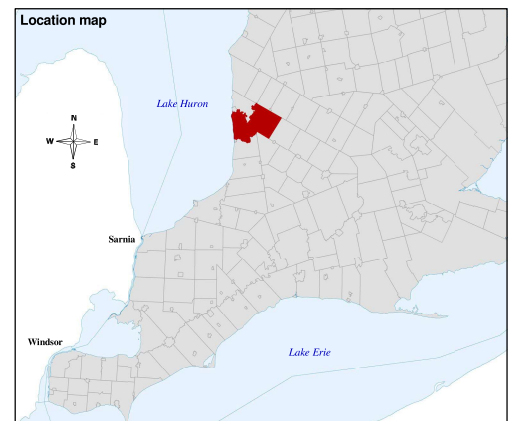 Location map
Lake Huron
N
W E
S
Sarnia
Windsor
Lake Erie